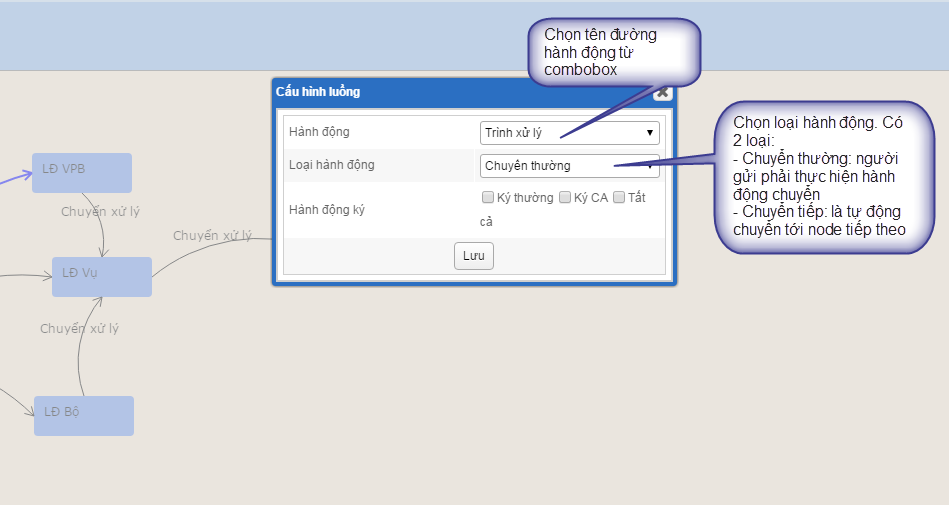 Chọn tên đường
hành động từ
combobox
Cấu hình luồng
Hành động
Trình xử lý
Loại hành động
Chuyển thường
Hành động ký
Ký thường
Ký CA
Tất
cả
Lưu
Chọn loại hành động. Có
2 loại:
- Chuyển thường: người
gửi phải thực hiện hành
động chuyển
- Chuyển tiếp: là tự động
chuyển tới node tiếp theo
LĐ VPB
Chuyển xử lý
Chuyển xử lý
LĐ Vụ
Chuyển xử lý
LĐ Bộ